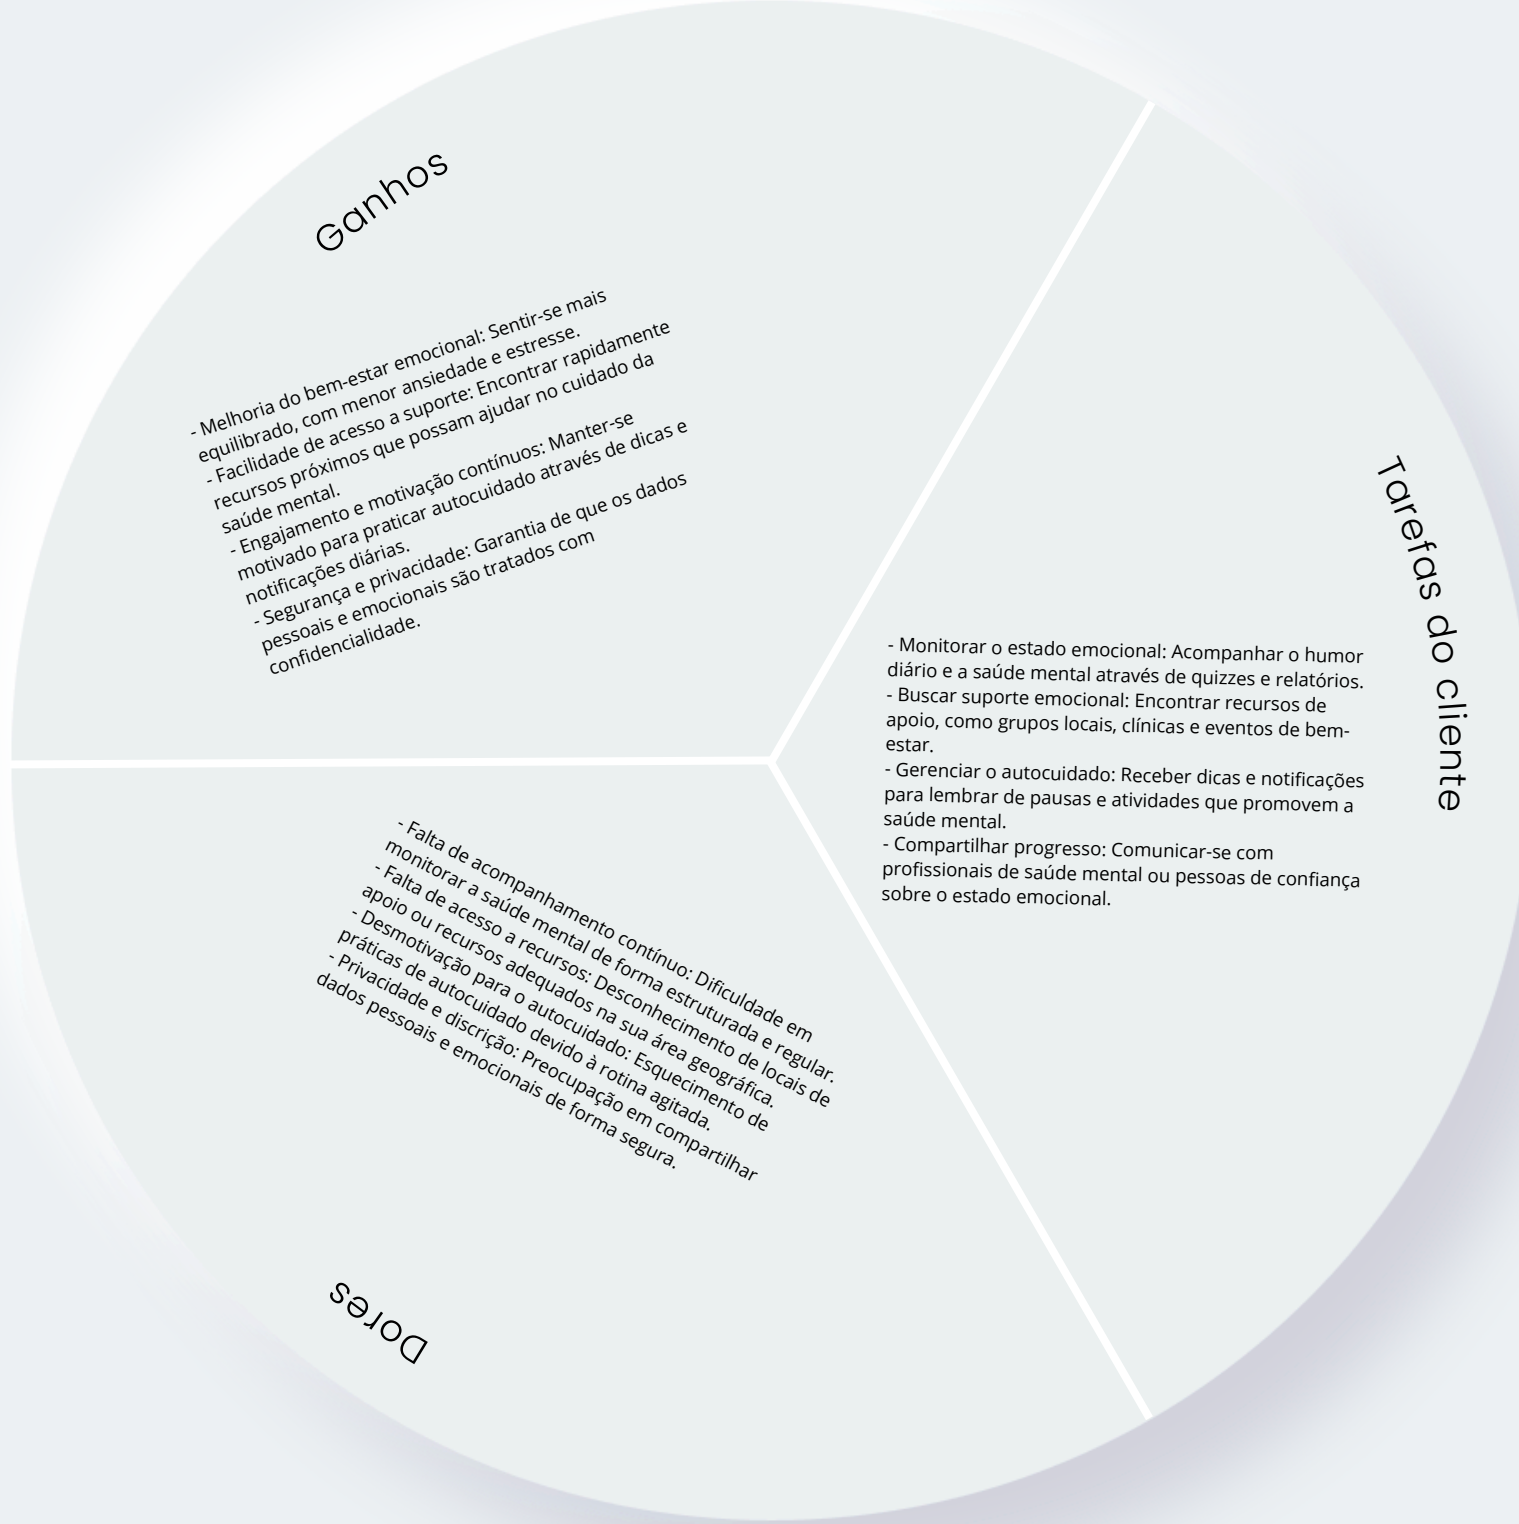 Ganhos
- Melhoria do bem-estar emocional: Sentir-se mais
equilibrado, com menor ansiedade e estresse.
- Facilidade de acesso a suporte: Encontrar rapidamente
recursos próximos que possam ajudar no cuidado da
saúde mental.
- Engajamento e motivação contínuos: Manter-se
motivado para praticar autocuidado através de dicas e
notificações diárias.
- Segurança e privacidade: Garantia de que os dados
pessoais e emocionais são tratados com
confidencialidade.
Tarefas do cliente
- Monitorar o estado emocional: Acompanhar o humor
diário e a saúde mental através de quizzes e relatórios.
- Buscar suporte emocional: Encontrar recursos de
apoio, como grupos locais, clínicas e eventos de bem-
estar.
- Gerenciar o autocuidado: Receber dicas e notificações
para lembrar de pausas e atividades que promovem a
saúde mental.
- Compartilhar progresso: Comunicar-se com
profissionais de saúde mental ou pessoas de confiança
sobre o estado emocional.
- Falta de acompanhamento contínuo: Dificuldade em
monitorar a saúde mental de forma estruturada e regular.
- Falta de acesso a recursos: Desconhecimento de locais de
apoio ou recursos adequados na sua área geográfica.
- Desmotivação para o autocuidado: Esquecimento de
práticas de autocuidado devido à rotina agitada.
- Privacidade e discrição: Preocupação em compartilhar
dados pessoais e emocionais de forma segura.
Dores